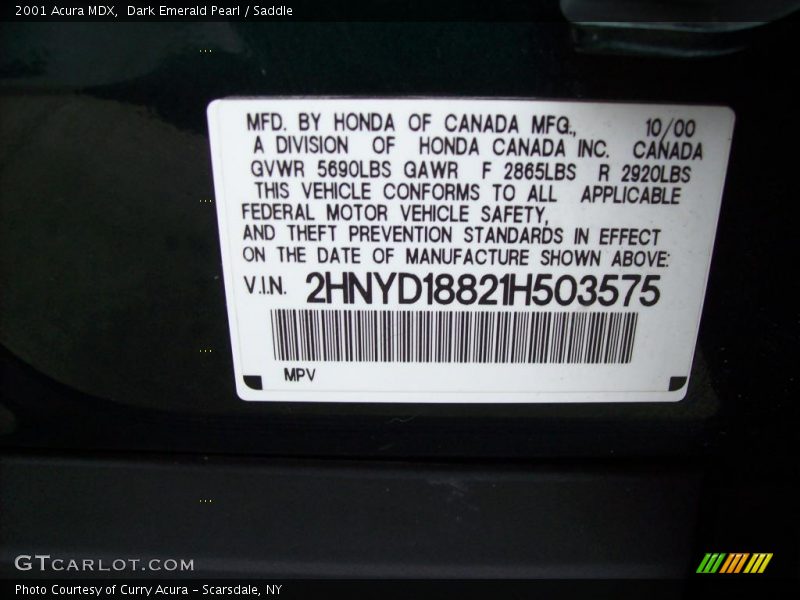 2001 Acura MDX,  Dark Emerald Pearl / Saddle
MFD. BY HONDA OF CANADA MFG., 10/00
A DIVISION OF HONDA CANADA INC. CANADA
GVWR 5690LBS GAWR F 2865LBS R 2920LBS
THIS VEHICLE CONFORMS TO ALL APPLICABLE
FEDERAL MOTOR VEHICLE SAFETY,
AND THEFT PREVENTION STANDARDS IN EFFECT
ON THE DATE OF MANUFACTURE SHOWN ABOVE:
V.I.N. 2HNYD18821H503575
MPV
GTCARLOT.COM
Photo Courtesy of Curry Acura - Scarsdale, NY